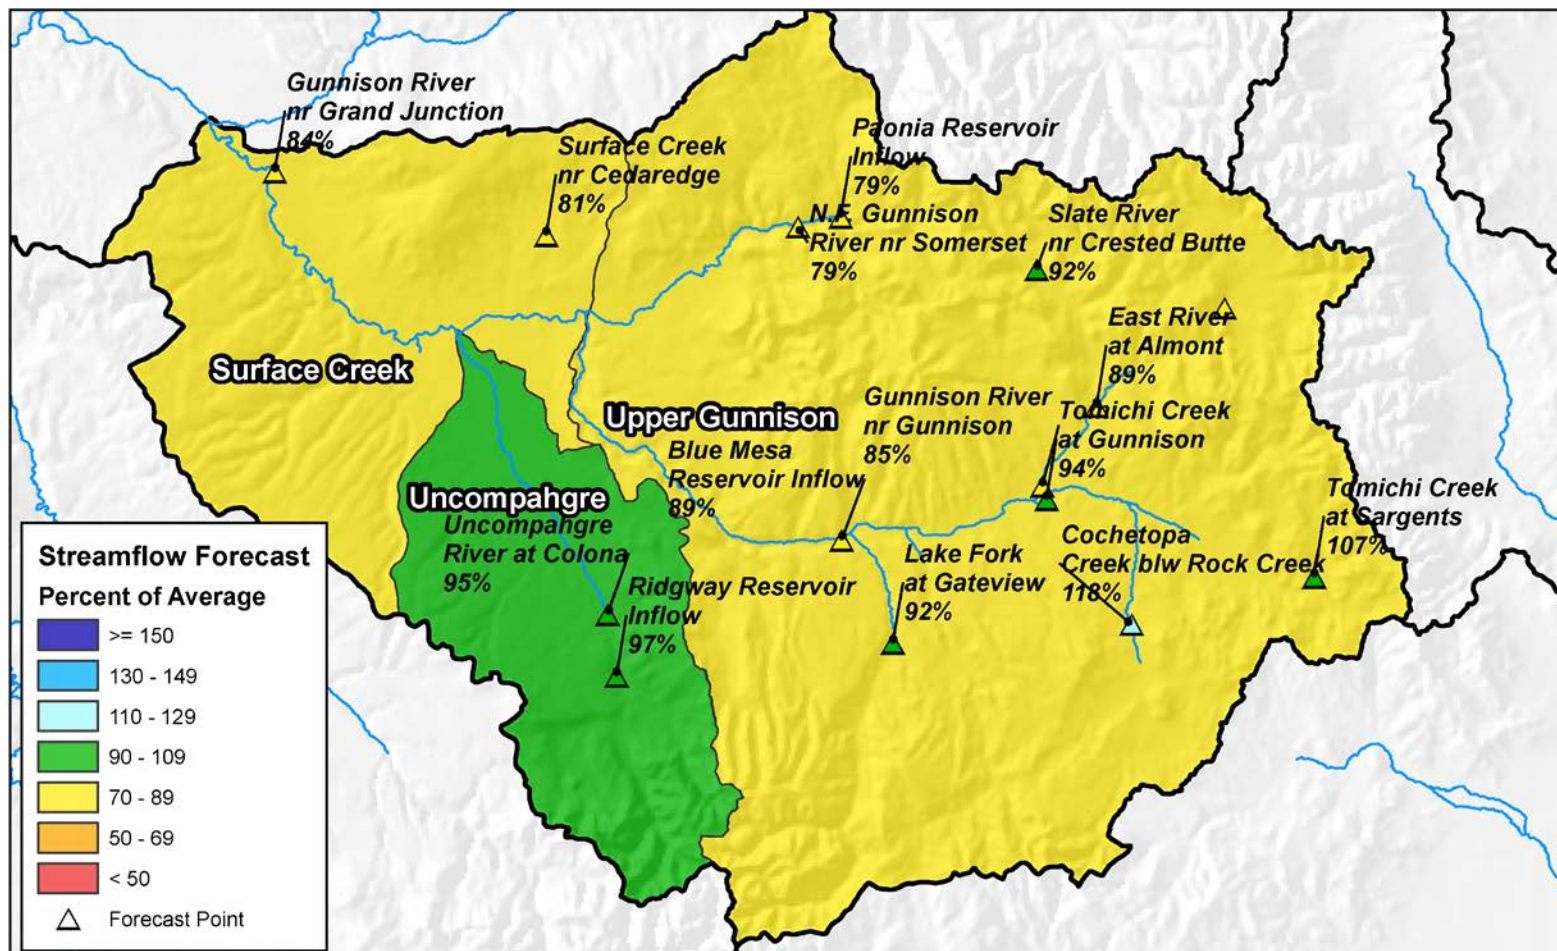 Gunnison River
nr Grand Junction
84%
Surface Creek
nr Cedaredge
81%
Paonia Reservoir
Inflow
79%
N.F. Gunnison
River nr Somerset
79%
Slate River
nr Crested Butte
92%
East River
at Almont
89%
Surface Creek
Upper Gunnison
Gunnison River
nr Gunnison
85%
Tomichi Creek
at Gunnison
94%
Blue Mesa
Reservoir Inflow
89%
Tomichi Creek
at Sargents
107%
Uncompahgre
Uncompahgre
River at Colona
95%
Ridgway Reservoir
Inflow
97%
Lake Fork
at Gateview
92%
Cochetopa
Creek blw Rock Creek
118%
Streamflow Forecast
Percent of Average
>= 150
130 - 149
110 - 129
90 - 109
70 - 89
50 - 69
< 50
Forecast Point